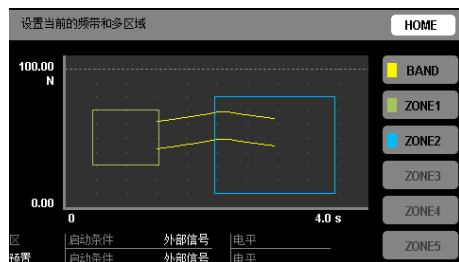 设置当前的频带和多区域
HOME
100.00
N
BAND
ZONE1
ZONE2
ZONE3
0.00
ZONE4
0
4.0 s
区 启动条件 外部信号 电平
ZONE5
预置 启动条件 外部信号 电平